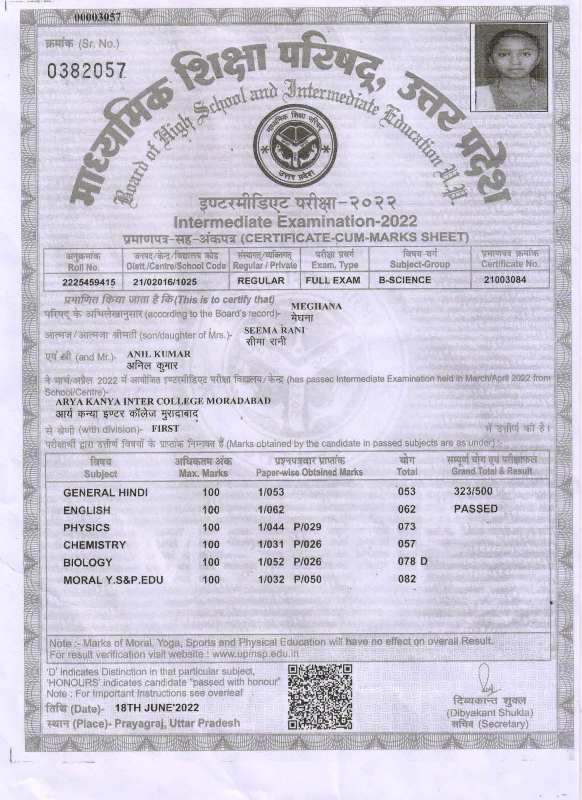 00003057
क्रमांक (Sr. No.)
0382057
माध्यमिक शिक्षा परिषद्, उत्तर प्रदेश
Board of High School and Intermediate Education U.P.
माध्यमिक शिक्षा परिषद्
उत्तर प्रदेश
इण्टरमीडिएट परीक्षा-२०२२
Intermediate Examination-2022
प्रमाणपत्र-सह-अंकपत्र (CERTIFICATE-CUM-MARKS SHEET)
अनुक्रमांक जनपद/केन्द्र/विद्यालय कोड संस्थागत/व्यक्तिगत परीक्षा प्रवर्ग विषय-वर्ग प्रमाणपत्र क्रमांक
Roll No. Distt./Centre/School Code Regular / Private Exam. Type Subject-Group Certificate No.
2225459415 21/02016/1025 REGULAR FULL EXAM B-SCIENCE 21003084
प्रमाणित किया जाता है कि(This is to certify that) MEGHANA
परिषद् के अभिलेखानुसार (according to the Board's record)- मेघना
आत्मज/आत्मजा श्रीमती (son/daughter of Mrs.)- SEEMA RANI
सीमा रानी
एवं श्री (and Mr.)- ANIL KUMAR
अनिल कुमार
ने मार्च/अप्रैल 2022 में आयोजित इण्टरमीडिएट परीक्षा विद्यालय/केन्द्र (has passed Intermediate Examination held in March/April 2022 from
School/Centre)-
ARYA KANYA INTER COLLEGE MORADABAD
आर्य कन्या इण्टर कॉलेज मुरादाबाद
से श्रेणी (with division)- FIRST में उत्तीर्ण की है।
परीक्षार्थी द्वारा उत्तीर्ण विषयों के प्राप्तांक निम्नवत हैं (Marks obtained by the candidate in passed subjects are as under) :-
विषय अधिकतम अंक प्रश्नपत्रवार प्राप्तांक योग सम्पूर्ण योग एवं परीक्षाफल
Subject Max. Marks Paper-wise Obtained Marks Total Grand Total & Result
GENERAL HINDI 100 1/053 053 323/500
ENGLISH 100 1/062 062 PASSED
PHYSICS 100 1/044 P/029 073
CHEMISTRY 100 1/031 P/026 057
BIOLOGY 100 1/052 P/026 078 D
MORAL Y.S&P.EDU 100 1/032 P/050 082
Note :- Marks of Moral, Yoga, Sports and Physical Education will have no effect on overall Result.
For result verification visit website : www.upmsp.edu.in
'D' indicates Distinction in that particular subject,
'HONOURS' indicates candidate "passed with honour"
Note : For Important Instructions see overleaf
तिथि (Date)- 18TH JUNE'2022
स्थान (Place)- Prayagraj, Uttar Pradesh
दिव्यकान्त शुक्ल
(Dibyakant Shukla)
सचिव (Secretary)